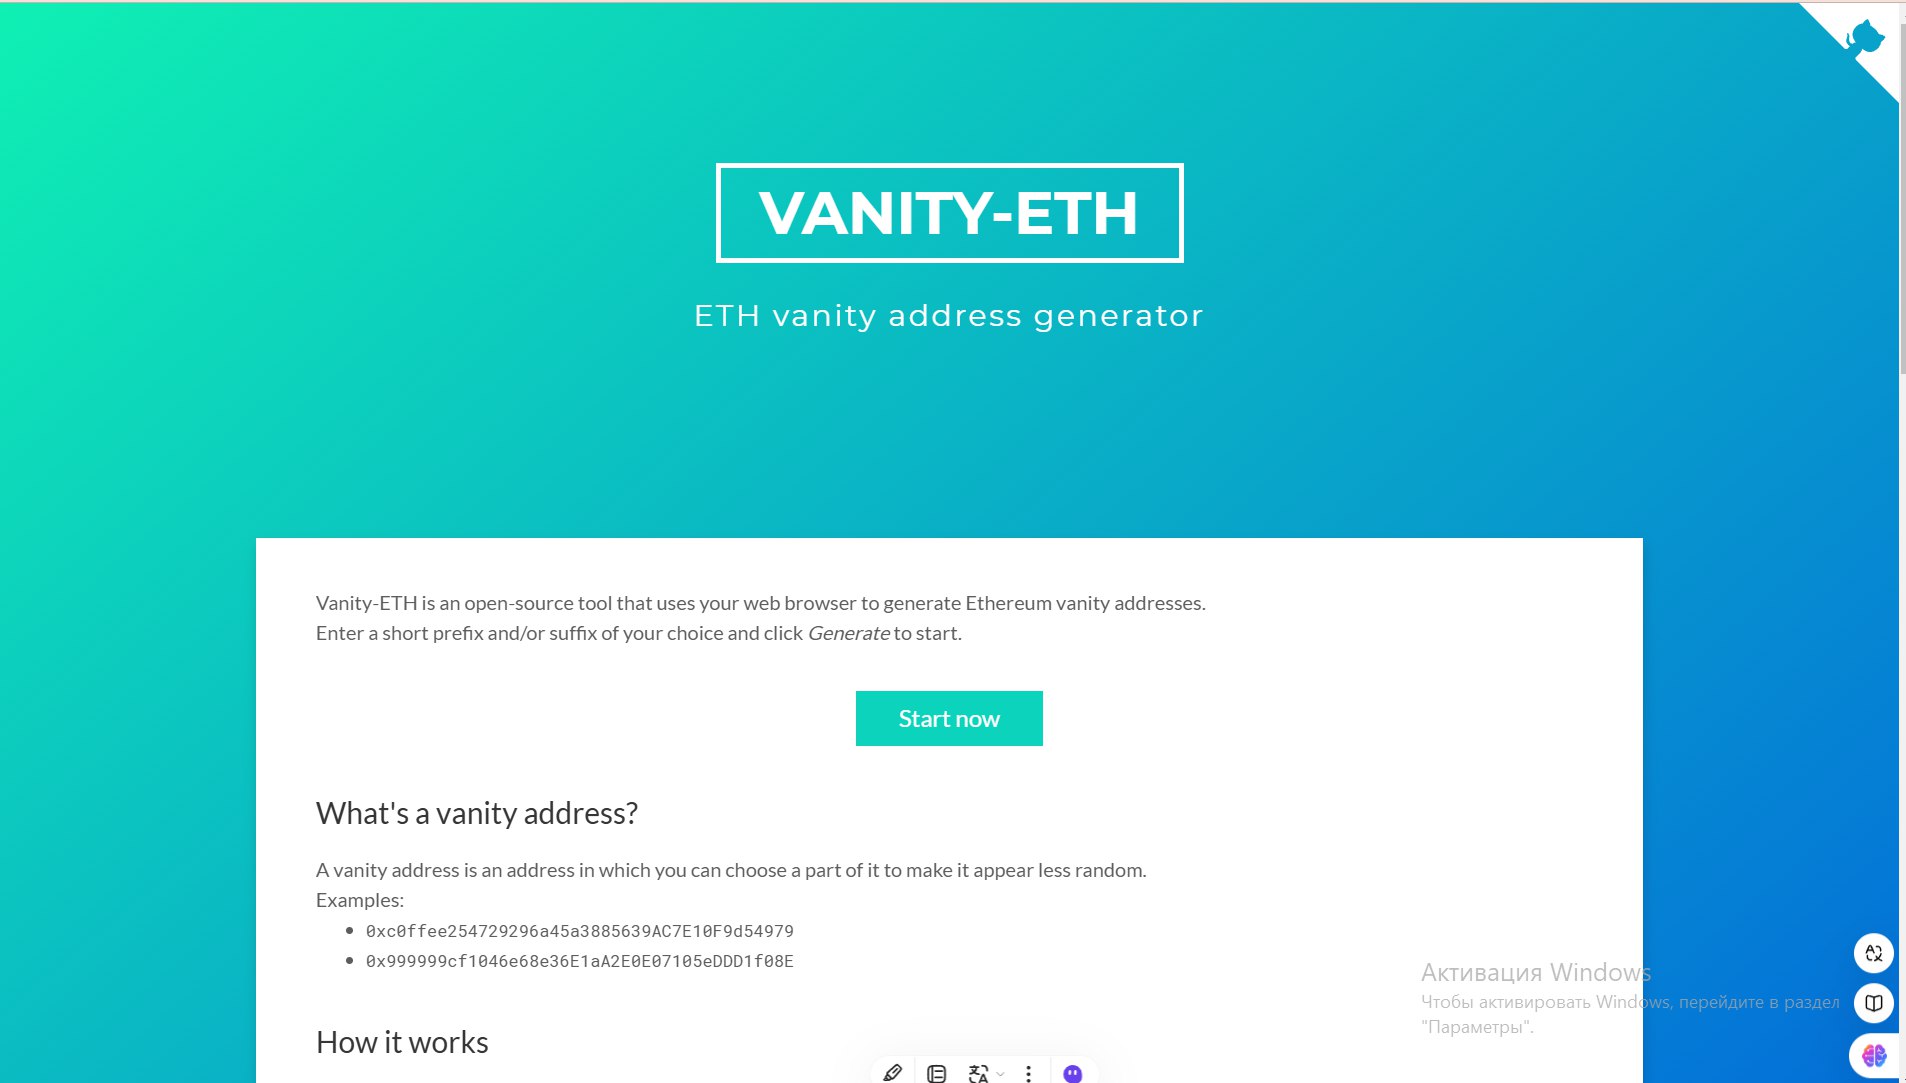 VANITY-ETH
ETH vanity address generator
Vanity-ETH is an open-source tool that uses your web browser to generate Ethereum vanity addresses.
Enter a short prefix and/or suffix of your choice and click Generate to start.
Start now
What's a vanity address?
A vanity address is an address in which you can choose a part of it to make it appear less random.
Examples:
0xc0ffee254729296a45a3885639AC7E10F9d54979
0x999999cf1046e68e36E1aA2E0E07105eDDD1f08E
How it works
Активация Windows
Чтобы активировать Windows, перейдите в раздел
"Параметры".